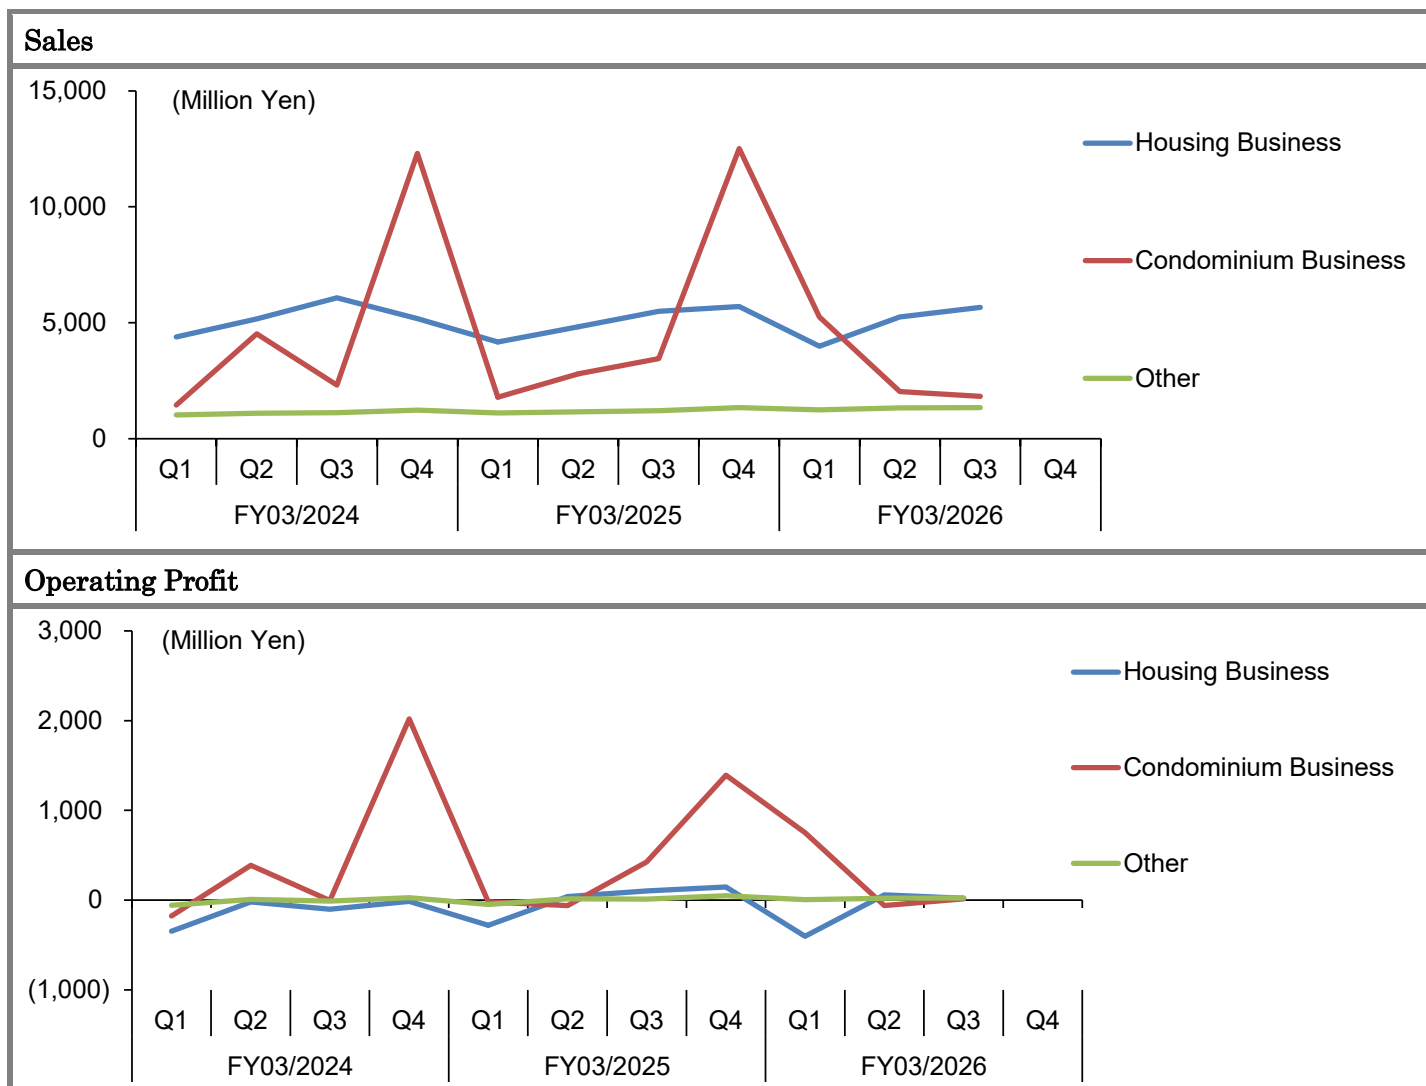 Sales
(Million Yen)
15,000
10,000
5,000
0
Housing Business
Condominium Business
Other
Q1 Q2 Q3 Q4 Q1 Q2 Q3 Q4 Q1 Q2 Q3 Q4
FY03/2024 FY03/2025 FY03/2026
Operating Profit
(Million Yen)
3,000
2,000
1,000
0
(1,000)
Housing Business
Condominium Business
Other
Q1 Q2 Q3 Q4 Q1 Q2 Q3 Q4 Q1 Q2 Q3 Q4
FY03/2024 FY03/2025 FY03/2026